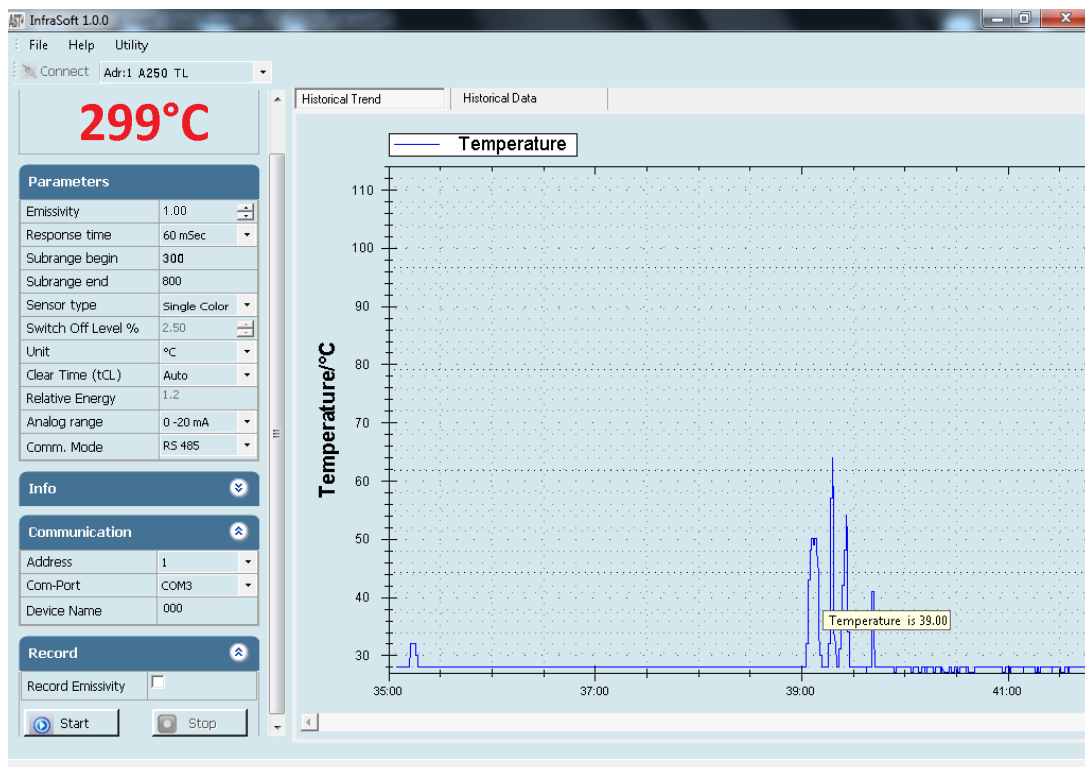 AST InfraSoft 1.0.0
File Help Utility
Connect Adr:1 A250 TL
299°C
Parameters
Emissivity 1.00
Response time 60 mSec
Subrange begin 300
Subrange end 800
Sensor type Single Color
Switch Off Level % 2.50
Unit °C
Clear Time (tCL) Auto
Relative Energy 1.2
Analog range 0 -20 mA
Comm. Mode RS 485
Info
Communication
Address 1
Com-Port COM3
Device Name 000
Record
Record Emissivity
Start Stop
Historical Trend Historical Data
Temperature
Temperature/°C
110
100
90
80
70
60
50
40
30
Temperature is 39.00
35:00 37:00 39:00 41:00